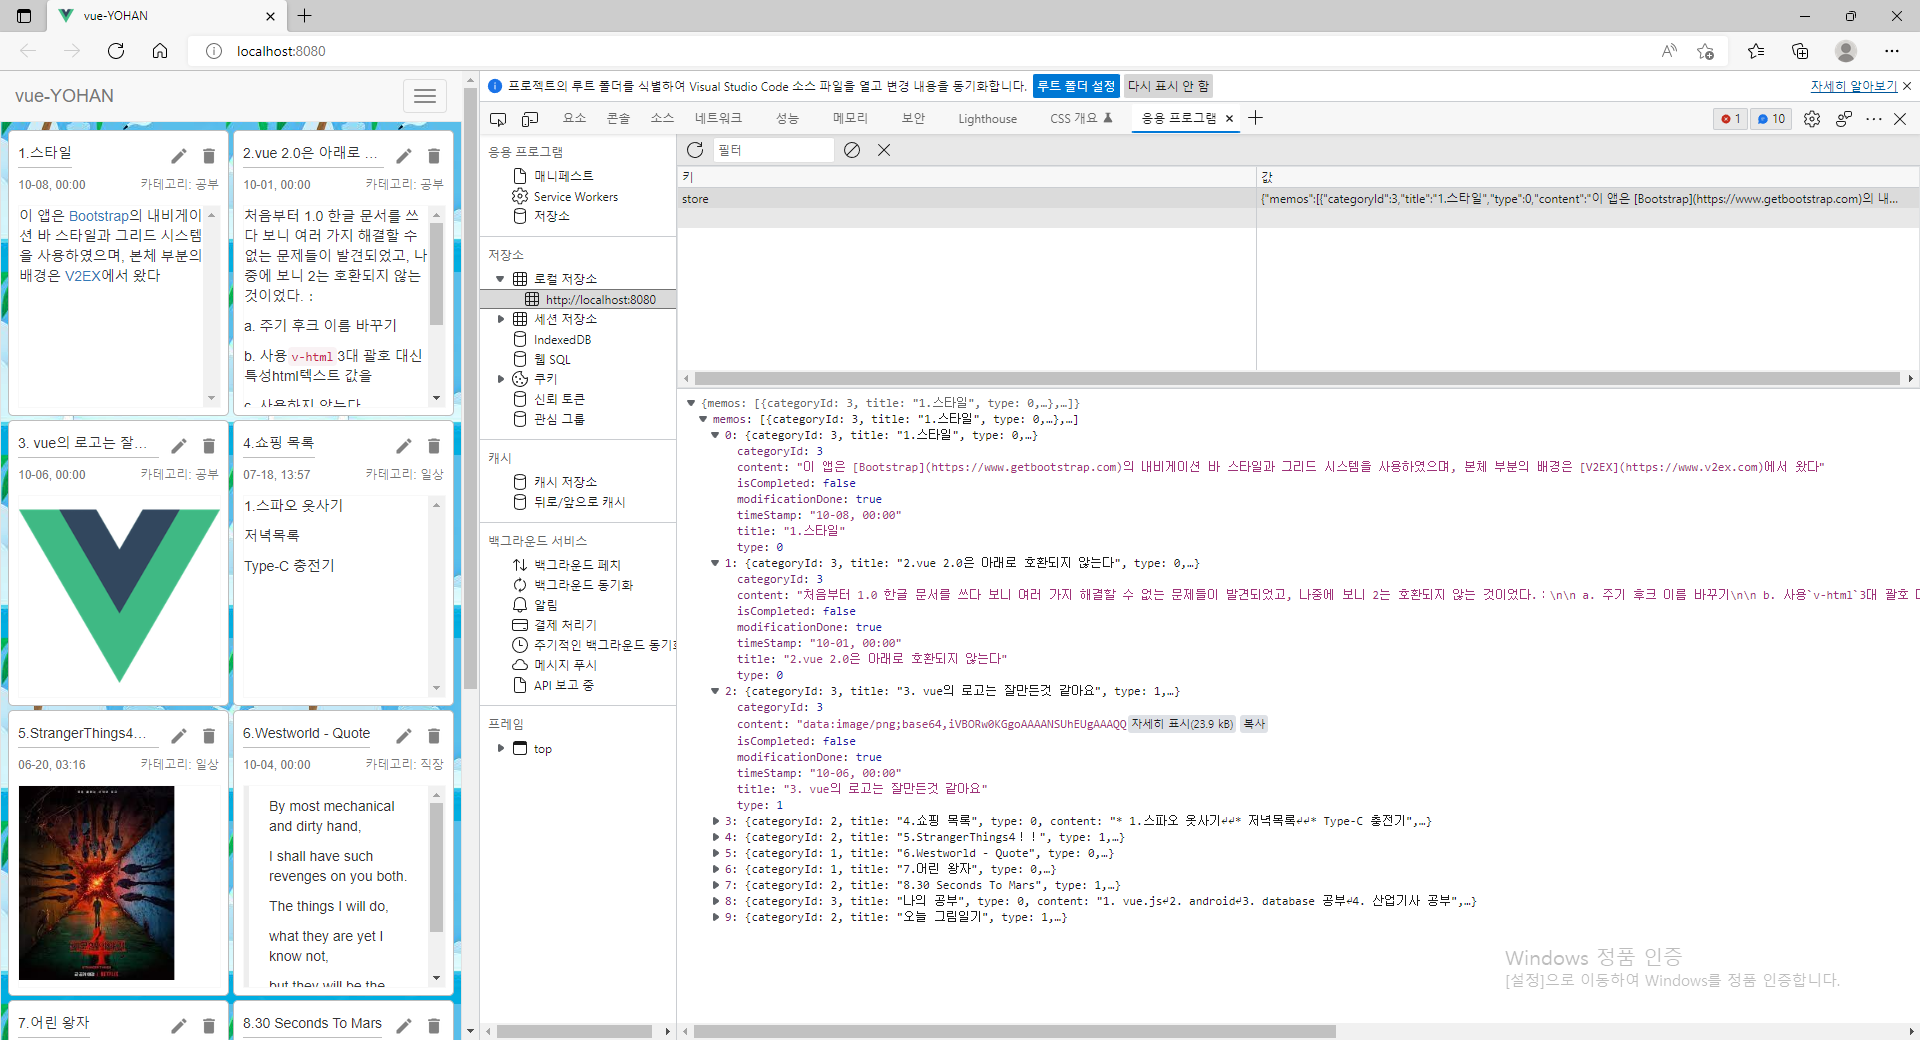 vue-YOHAN
localhost:8080
vue-YOHAN
1.스타일
10-08, 00:00 카테고리: 공부
이 앱은 Bootstrap의 내비게이
션 바 스타일과 그리드 시스템
을 사용하였으며, 본체 부분의
배경은 V2EX에서 왔다
2.vue 2.0은 아래로 ...
10-01, 00:00 카테고리: 공부
처음부터 1.0 한글 문서를 쓰
다 보니 여러 가지 해결할 수
없는 문제들이 발견되었고, 나
중에 보니 2는 호환되지 않는
것이었다. :
a. 주기 후크 이름 바꾸기
b. 사용 v-html 3대 괄호 대신
특성html텍스트 값을
c. 사용하지 않는다
3. vue의 로고는 잘...
10-06, 00:00 카테고리: 공부
4.쇼핑 목록
07-18, 13:57 카테고리: 일상
1.스파오 옷사기
저녁목록
Type-C 충전기
5.StrangerThings4...
06-20, 03:16 카테고리: 일상
6.Westworld - Quote
10-04, 00:00 카테고리: 직장
By most mechanical
and dirty hand,
I shall have such
revenges on you both.
The things I will do,
what they are yet I
know not,
but they will be the
7.어린 왕자
8.30 Seconds To Mars
프로젝트의 루트 폴더를 식별하여 Visual Studio Code 소스 파일을 열고 변경 내용을 동기화합니다. 루트 폴더 설정 다시 표시 안 함 자세히 알아보기
요소 콘솔 소스 네트워크 성능 메모리 보안 Lighthouse CSS 개요 응용 프로그램 1 10
응용 프로그램
매니페스트
Service Workers
저장소
저장소
로컬 저장소
http://localhost:8080
세션 저장소
IndexedDB
웹 SQL
쿠키
신뢰 토큰
관심 그룹
캐시
캐시 저장소
뒤로/앞으로 캐시
백그라운드 서비스
백그라운드 페치
백그라운드 동기화
알림
결제 처리기
주기적인 백그라운드 동기화
메시지 푸시
API 보고 중
프레임
top
필터
키 값
store {"memos":[{"categoryId":3,"title":"1.스타일","type":0,"content":"이 앱은 [Bootstrap](https://www.getbootstrap.com)의 내...
{memos: [{categoryId: 3, title: "1.스타일", type: 0,…},…]}
memos: [{categoryId: 3, title: "1.스타일", type: 0,…},…]
0: {categoryId: 3, title: "1.스타일", type: 0,…}
categoryId: 3
content: "이 앱은 [Bootstrap](https://www.getbootstrap.com)의 내비게이션 바 스타일과 그리드 시스템을 사용하였으며, 본체 부분의 배경은 [V2EX](https://www.v2ex.com)에서 왔다"
isCompleted: false
modificationDone: true
timeStamp: "10-08, 00:00"
title: "1.스타일"
type: 0
1: {categoryId: 3, title: "2.vue 2.0은 아래로 호환되지 않는다", type: 0,…}
categoryId: 3
content: "처음부터 1.0 한글 문서를 쓰다 보니 여러 가지 해결할 수 없는 문제들이 발견되었고, 나중에 보니 2는 호환되지 않는 것이었다.：\n\n a. 주기 후크 이름 바꾸기\n\n b. 사용`v-html`3대 괄호 대
isCompleted: false
modificationDone: true
timeStamp: "10-01, 00:00"
title: "2.vue 2.0은 아래로 호환되지 않는다"
type: 0
2: {categoryId: 3, title: "3. vue의 로고는 잘만든것 같아요", type: 1,…}
categoryId: 3
content: "data:image/png;base64,iVBORw0KGgoAAAANSUhEUgAAAQQ 자세히 표시(23.9 kB) 복사
isCompleted: false
modificationDone: true
timeStamp: "10-06, 00:00"
title: "3. vue의 로고는 잘만든것 같아요"
type: 1
3: {categoryId: 2, title: "4.쇼핑 목록", type: 0, content: "* 1.스파오 옷사기↵↵* 저녁목록↵↵* Type-C 충전기",…}
4: {categoryId: 2, title: "5.StrangerThings4！！", type: 1,…}
5: {categoryId: 1, title: "6.Westworld - Quote", type: 0,…}
6: {categoryId: 1, title: "7.어린 왕자", type: 0,…}
7: {categoryId: 2, title: "8.30 Seconds To Mars", type: 1,…}
8: {categoryId: 3, title: "나의 공부", type: 0, content: "1. vue.js↵2. android↵3. database 공부↵4. 산업기사 공부",…}
9: {categoryId: 2, title: "오늘 그림일기", type: 1,…}
Windows 정품 인증
[설정]으로 이동하여 Windows를 정품 인증합니다.